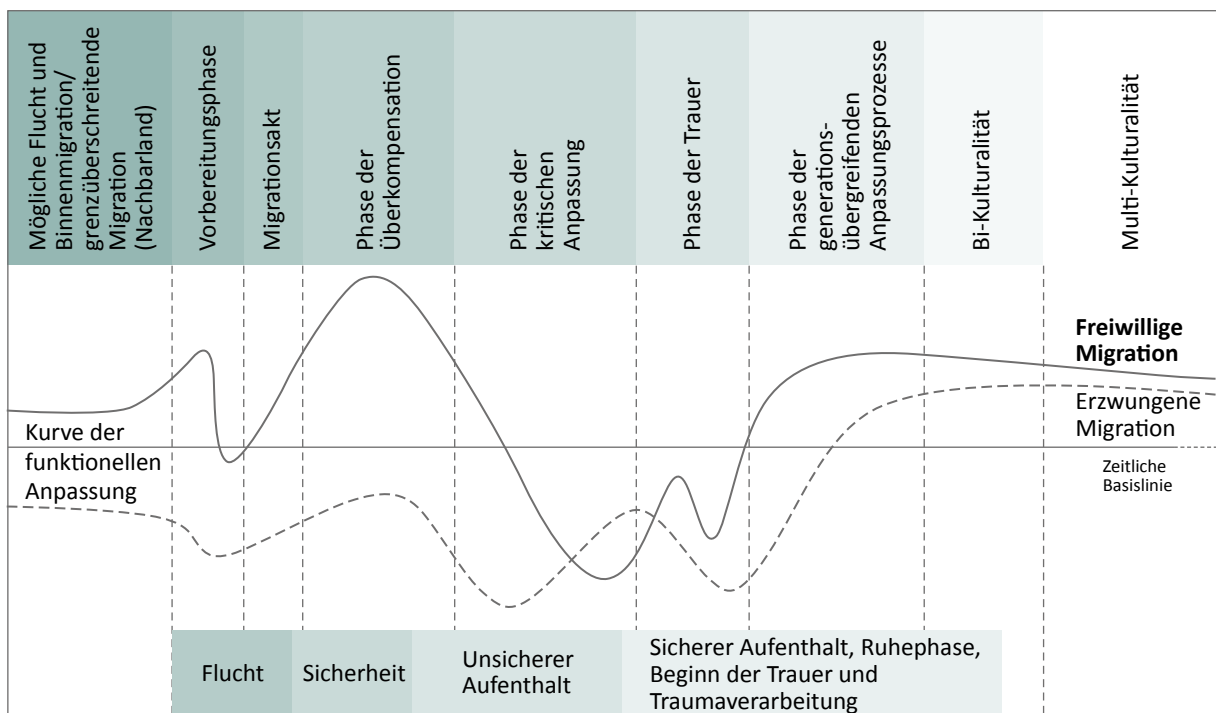 Mögliche Flucht und
Binnenmigration/
grenzüberschreitende
Migration
(Nachbarland)
Vorbereitungsphase
Migrationsakt
Phase der
Überkompensation
Phase der
kritischen
Anpassung
Phase der Trauer
Phase der
generations-
übergreifenden
Anpassungsprozesse
Bi-Kulturalität
Multi-Kulturalität
Freiwillige
Migration
Erzwungene
Migration
Kurve der
funktionellen
Anpassung
Zeitliche
Basislinie
Flucht
Sicherheit
Unsicherer
Aufenthalt
Sicherer Aufenthalt, Ruhephase,
Beginn der Trauer und
Traumaverarbeitung